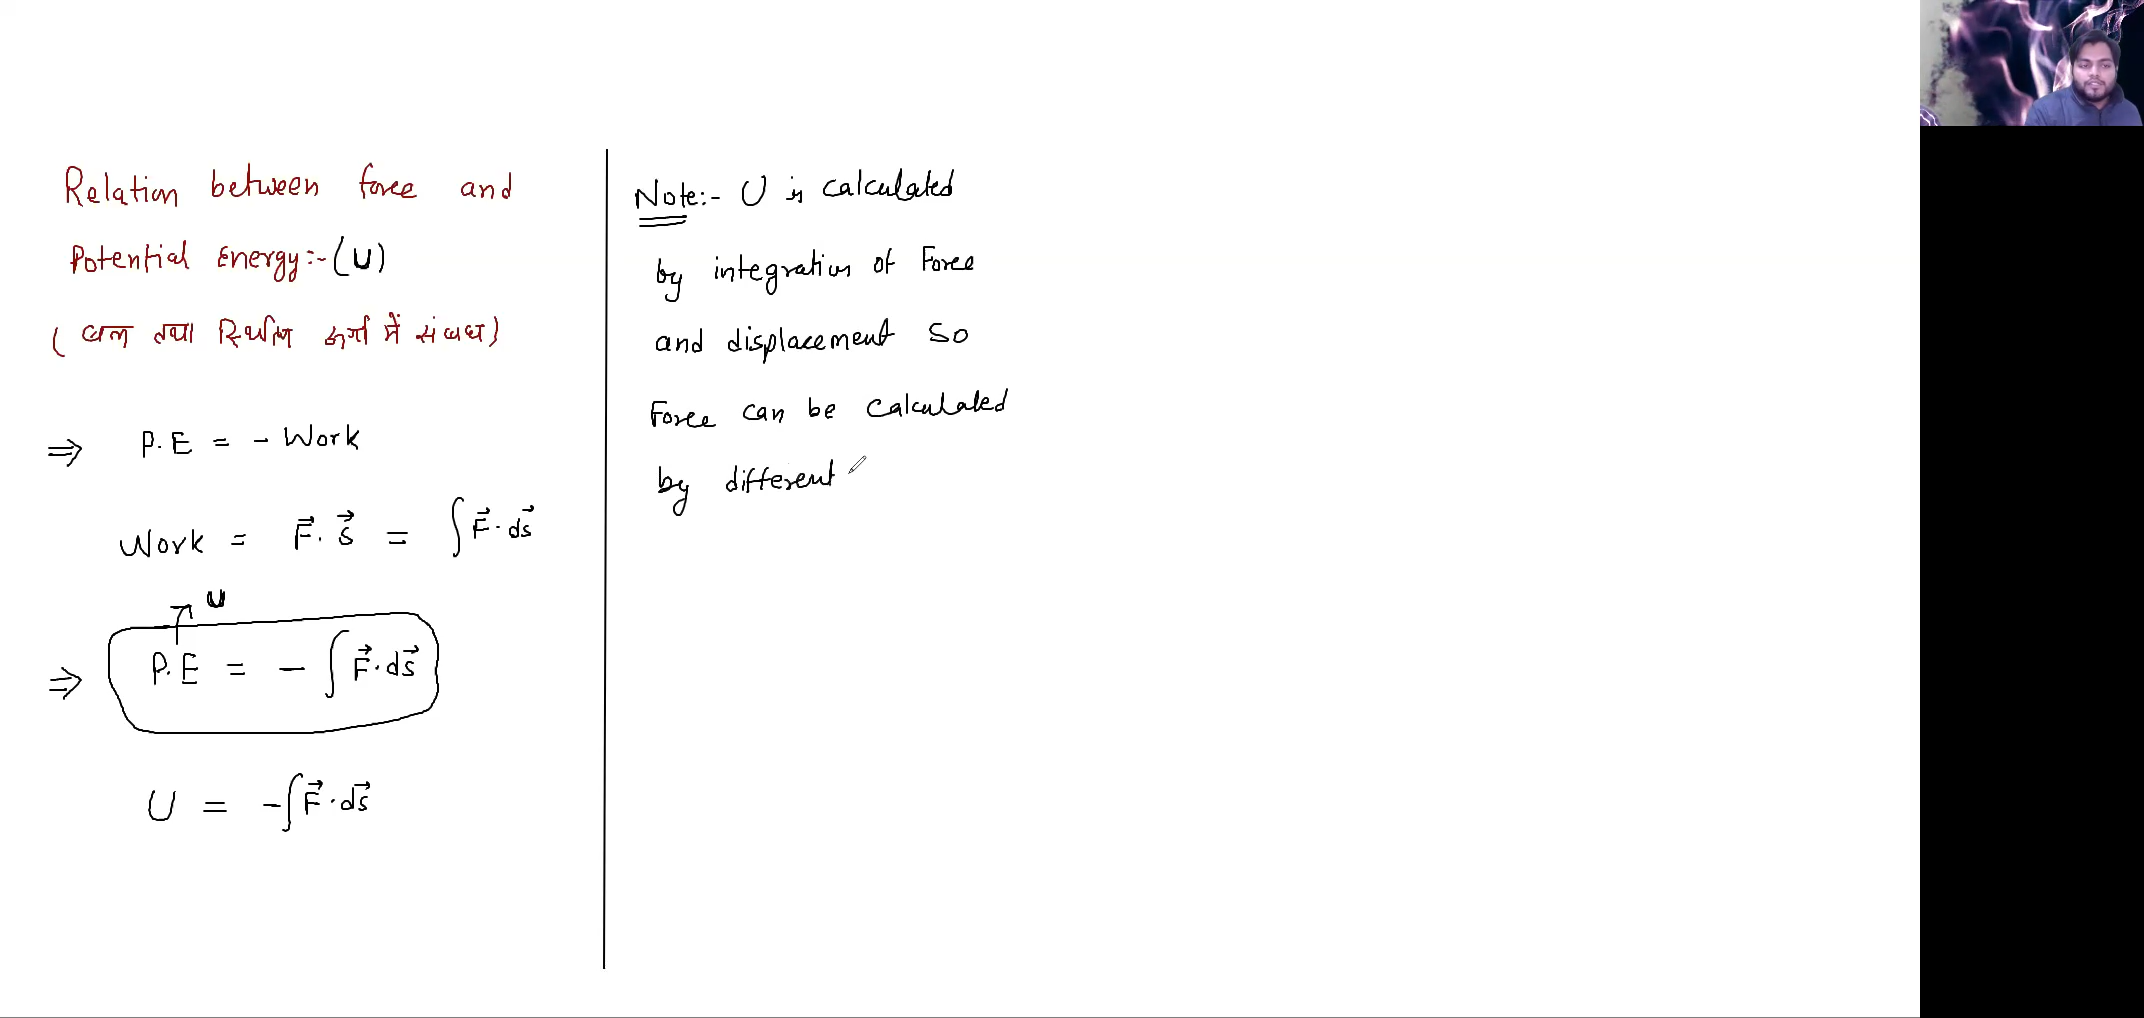 Relation between force and
Potential Energy:-(U)
(बल तथा स्थितिज ऊर्जा में संबंध)
⇒ P.E = - Work
Work = F⃗. s⃗ = ∫F⃗. ds⃗
U
⇒ P.E = - ∫F⃗. ds⃗
U = -∫F⃗. ds⃗
Note:- U is calculated
by integration of Force
and displacement so
Force can be calculated
by different